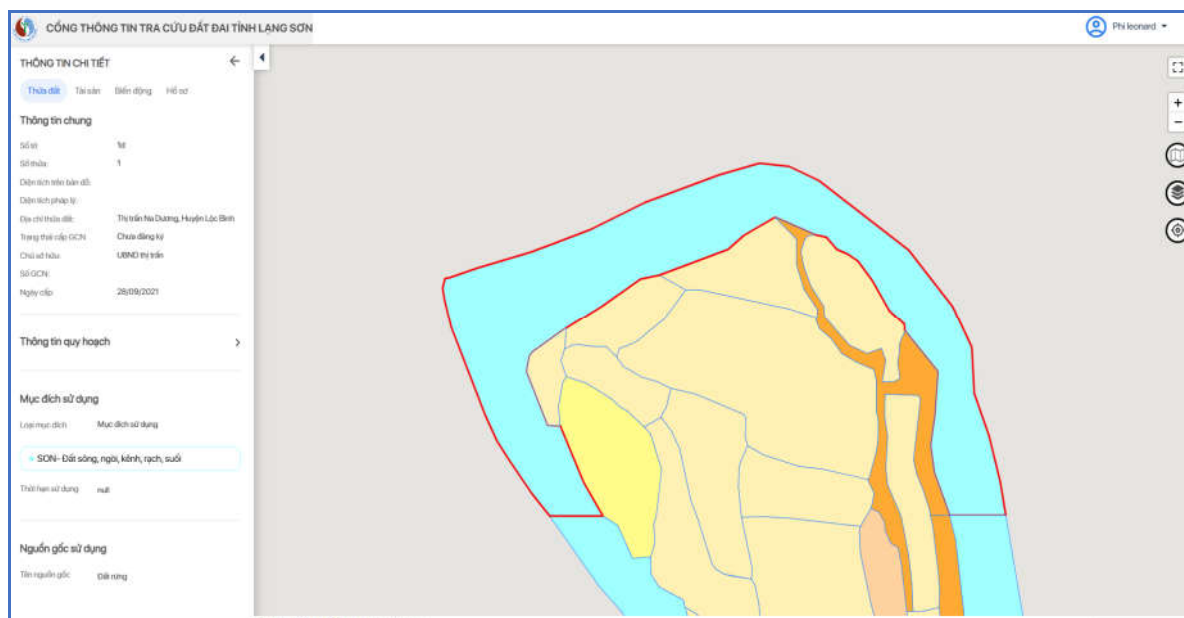 CỔNG THÔNG TIN TRA CỨU ĐẤT ĐAI TỈNH LẠNG SƠN
Phi leonard
THÔNG TIN CHI TIẾT
Thửa đất Tài sản Biến động Hồ sơ
Thông tin chung
Số tờ: 1d
Số thửa: 1
Diện tích trên bản đồ:
Diện tích pháp lý:
Địa chỉ thửa đất: Thị trấn Na Dương, Huyện Lộc Bình
Trạng thái cấp GCN: Chưa đăng ký
Chủ sở hữu: UBND thị trấn
Số GCN:
Ngày cấp: 28/09/2021
Thông tin quy hoạch
Mục đích sử dụng
Loại mục đích Mục đích sử dụng
SON- Đất sông, ngòi, kênh, rạch, suối
Thời hạn sử dụng null
Nguồn gốc sử dụng
Tên nguồn gốc Đất rừng